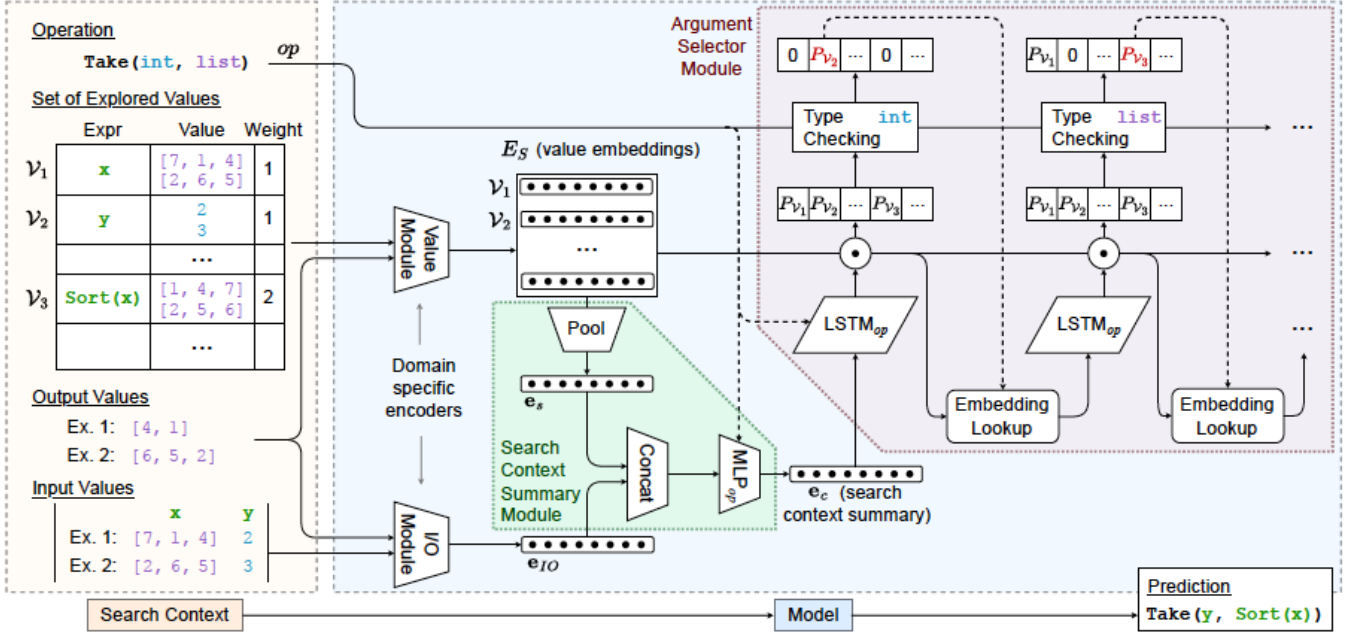 Operation
Take(int, list)
op
Set of Explored Values
Expr Value Weight
𝒱1 x [7, 1, 4] [2, 6, 5] 1
𝒱2 y 2 3 1
...
𝒱3 Sort(x) [1, 4, 7] [2, 5, 6] 2
...
Output Values
Ex. 1: [4, 1]
Ex. 2: [6, 5, 2]
Input Values
x y
Ex. 1: [7, 1, 4] 2
Ex. 2: [2, 6, 5] 3
Value
Module
Domain
specific
encoders
I/O
Module
E_S (value embeddings)
𝒱1
𝒱2
...
Pool
e_s
Search
Context
Summary
Module
Concat
MLP_op
e_IO
e_c (search
context summary)
Argument
Selector
Module
0 P_𝒱2 ... 0 ...
Type int
Checking
P_𝒱1 P_𝒱2 ... P_𝒱3 ...
LSTM_op
Embedding
Lookup
P_𝒱1 0 ... P_𝒱3 ...
Type list
Checking
P_𝒱1 P_𝒱2 ... P_𝒱3 ...
LSTM_op
Embedding
Lookup
...
...
...
Search Context
Model
Prediction
Take(y, Sort(x))